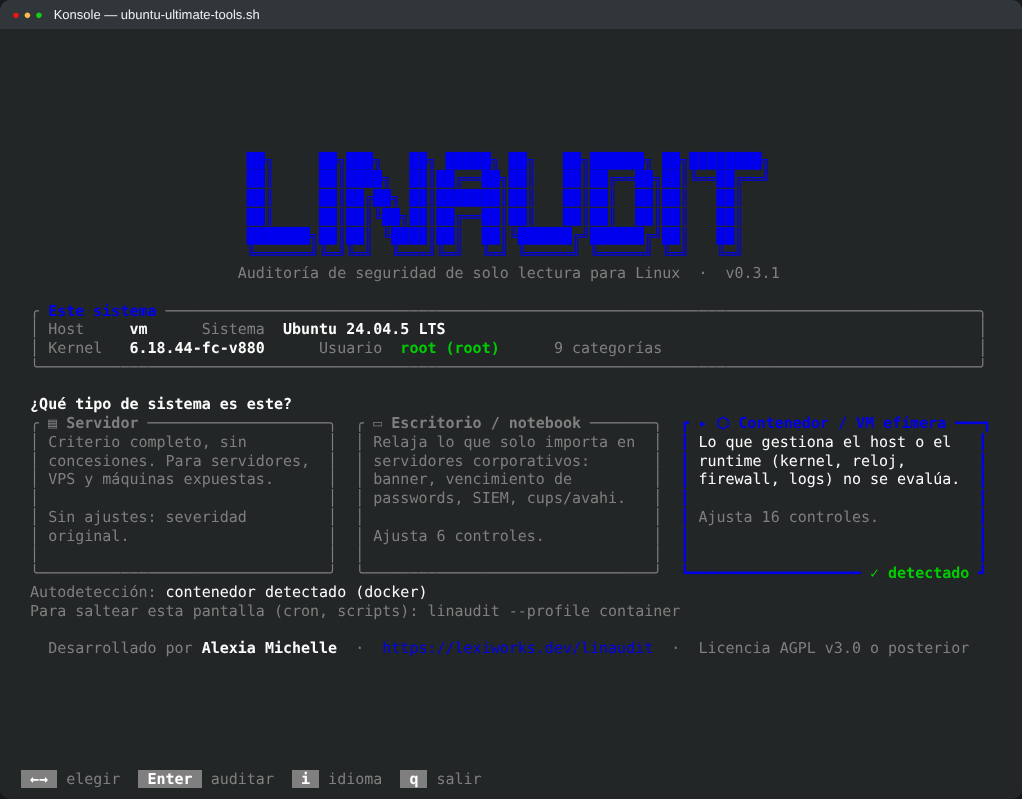 Konsole — ubuntu-ultimate-tools.sh
LINAUDIT
Auditoría de seguridad de solo lectura para Linux · v0.3.1
Este sistema
Host vm Sistema Ubuntu 24.04.5 LTS
Kernel 6.18.44-fc-v880 Usuario root (root) 9 categorías
¿Qué tipo de sistema es este?
Servidor
Criterio completo, sin
concesiones. Para servidores,
VPS y máquinas expuestas.
Sin ajustes: severidad
original.
Escritorio / notebook
Relaja lo que solo importa en
servidores corporativos:
banner, vencimiento de
passwords, SIEM, cups/avahi.
Ajusta 6 controles.
Contenedor / VM efímera
Lo que gestiona el host o el
runtime (kernel, reloj,
firewall, logs) no se evalúa.
Ajusta 16 controles.
✓ detectado
Autodetección: contenedor detectado (docker)
Para saltear esta pantalla (cron, scripts): linaudit --profile container
Desarrollado por Alexia Michelle · https://lexiworks.dev/linaudit · Licencia AGPL v3.0 o posterior
←→ elegir Enter auditar i idioma q salir